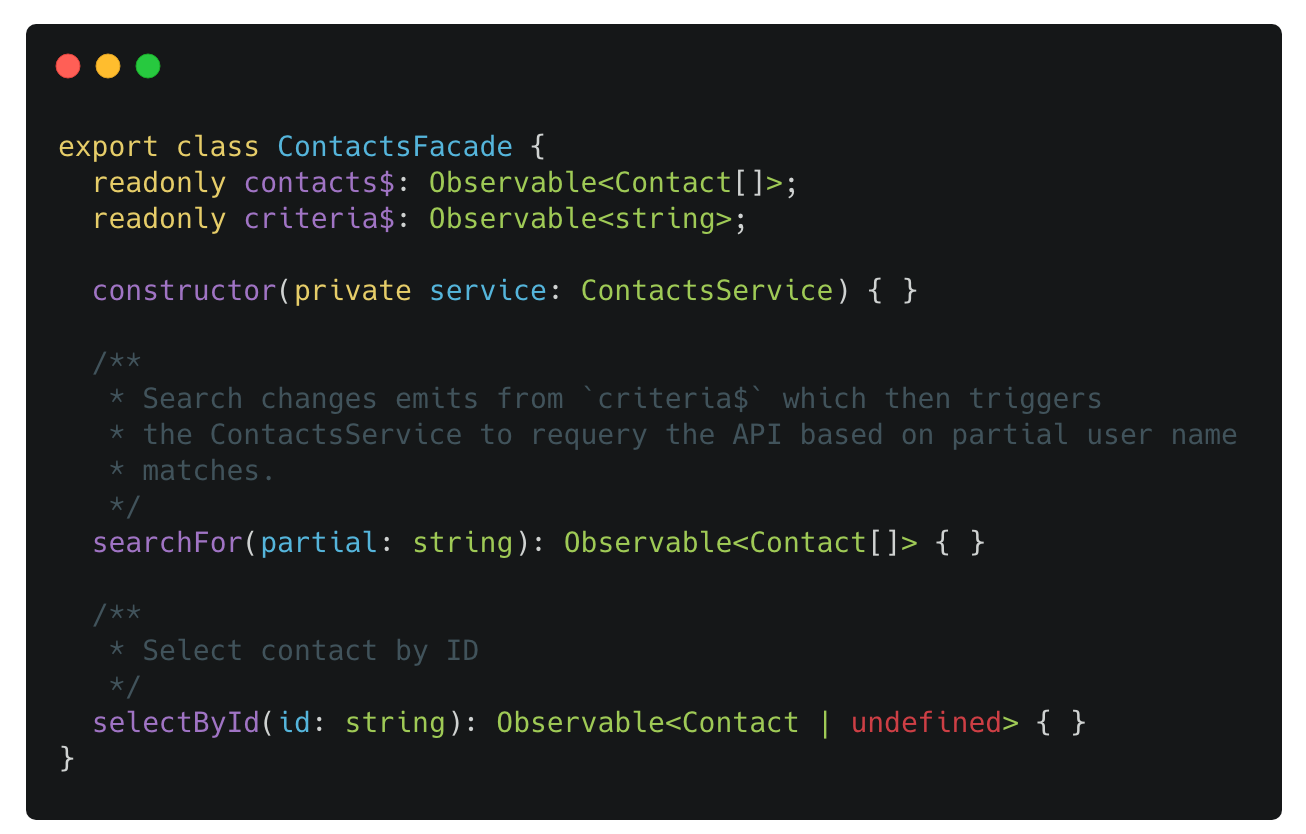 export class ContactsFacade {
  readonly contacts$: Observable<Contact[]>;
  readonly criteria$: Observable<string>;

  constructor(private service: ContactsService) { }

  /**
   * Search changes emits from `criteria$` which then triggers
   * the ContactsService to requery the API based on partial user name
   * matches.
   */
  searchFor(partial: string): Observable<Contact[]> { }

  /**
   * Select contact by ID
   */
  selectById(id: string): Observable<Contact | undefined> { }
}